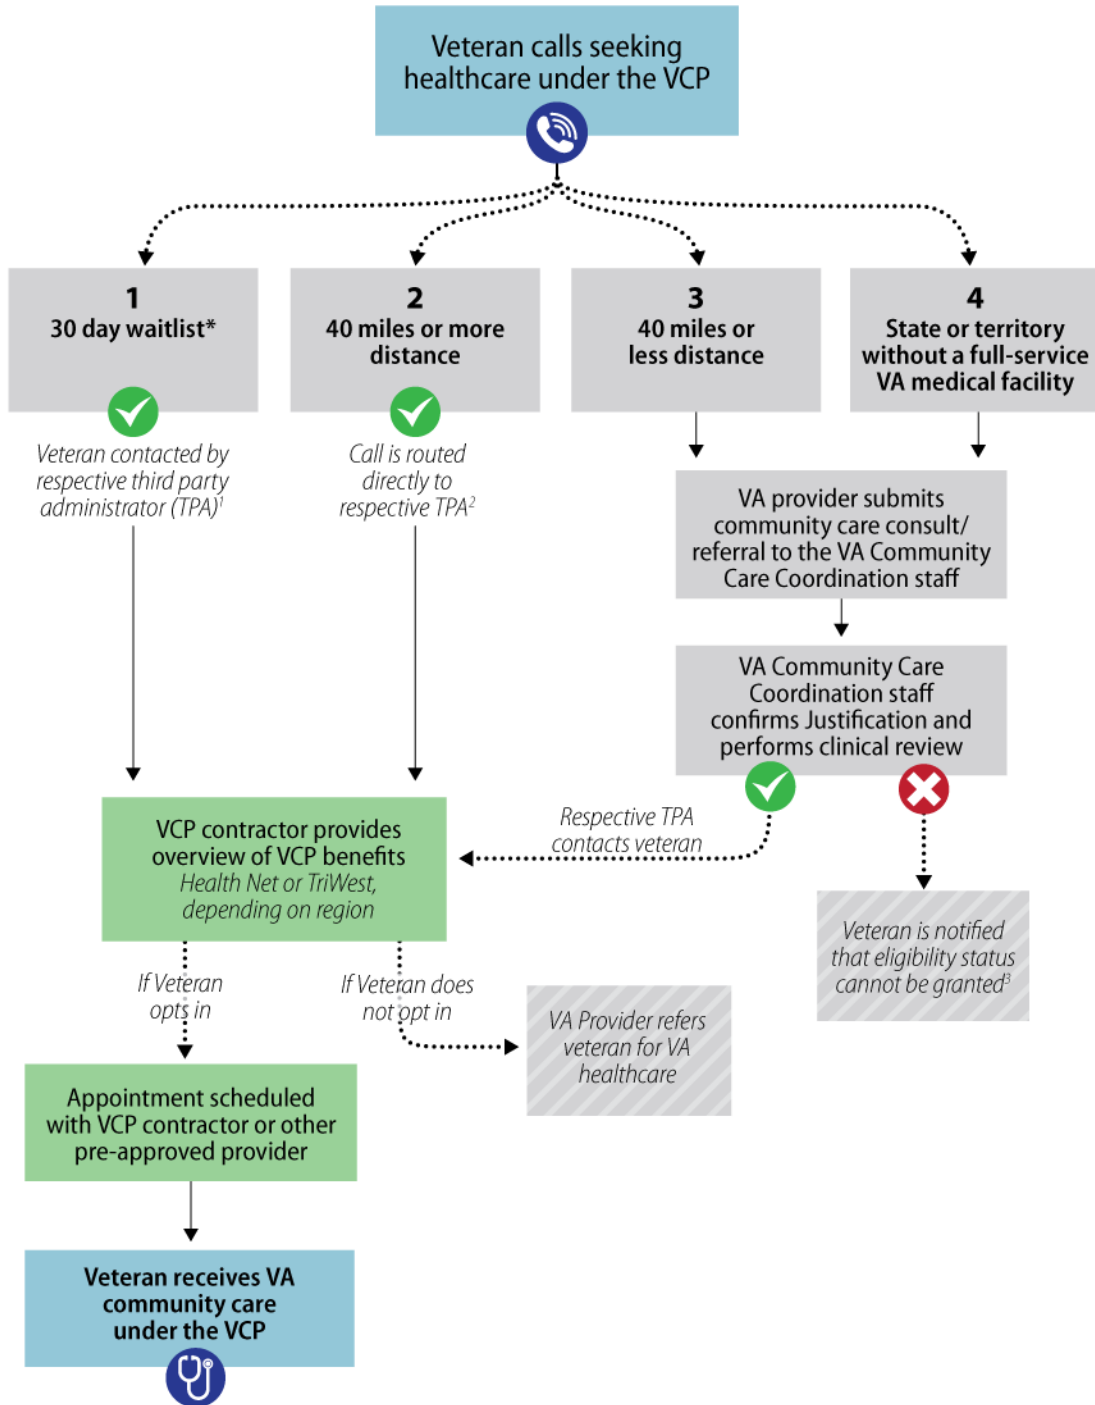 Veteran calls seeking
healthcare under the VCP
1
30 day waitlist*
2
40 miles or more
distance
3
40 miles or
less distance
4
State or territory
without a full-service
VA medical facility
Veteran contacted by
respective third party
administrator (TPA)¹
Call is routed
directly to
respective TPA²
VA provider submits
community care consult/
referral to the VA Community
Care Coordination staff
VA Community Care
Coordination staff
confirms Justification and
performs clinical review
VCP contractor provides
overview of VCP benefits
Health Net or TriWest,
depending on region
Respective TPA
contacts veteran
Veteran is notified
that eligibility status
cannot be granted³
If Veteran
opts in
If Veteran does
not opt in
VA Provider refers
veteran for VA
healthcare
Appointment scheduled
with VCP contractor or other
pre-approved provider
Veteran receives VA
community care
under the VCP